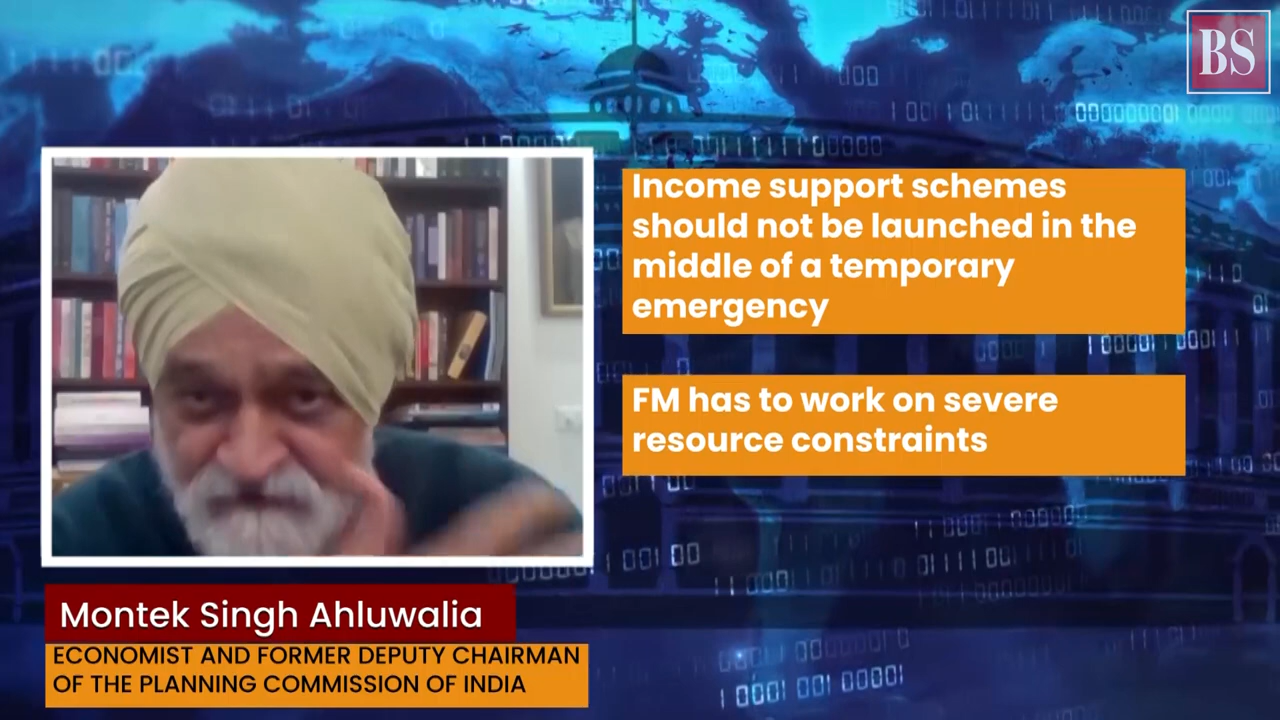 BS
Income support schemes
should not be launched in the
middle of a temporary
emergency
FM has to work on severe
resource constraints
Montek Singh Ahluwalia
ECONOMIST AND FORMER DEPUTY CHAIRMAN
OF THE PLANNING COMMISSION OF INDIA